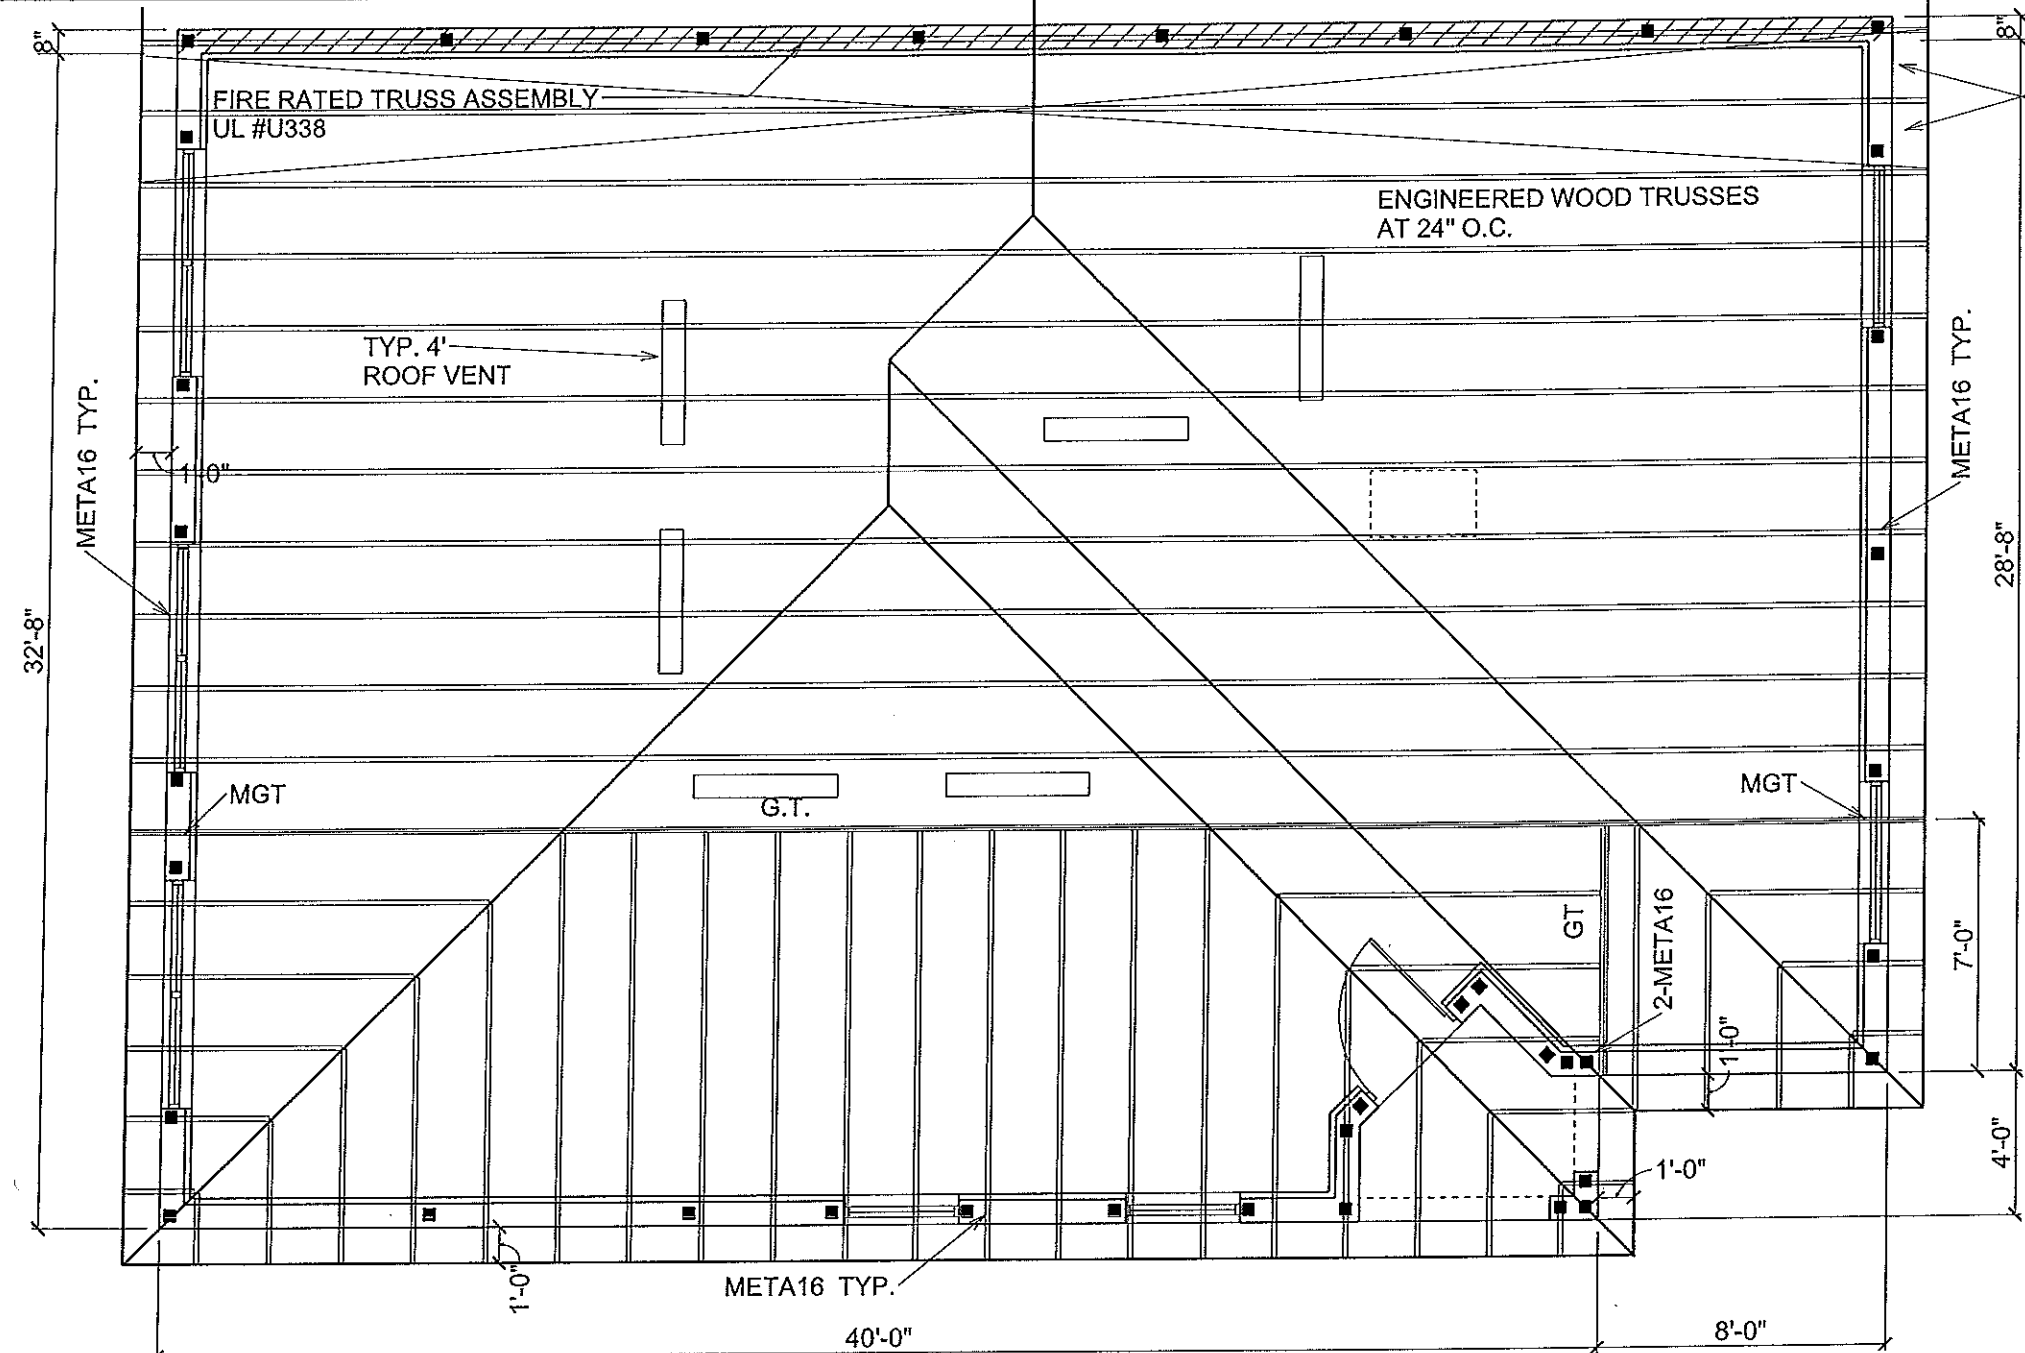 8"
8"
FIRE RATED TRUSS ASSEMBLY
UL #U338
ENGINEERED WOOD TRUSSES
AT 24" O.C.
TYP. 4'
ROOF VENT
META16 TYP.
META16 TYP.
1'-0"
28'-8"
32'-8"
MGT
G.T.
MGT
GT
2-META16
7'-0"
1'-0"
4'-0"
1'-0"
1'-0"
META16 TYP.
40'-0"
8'-0"